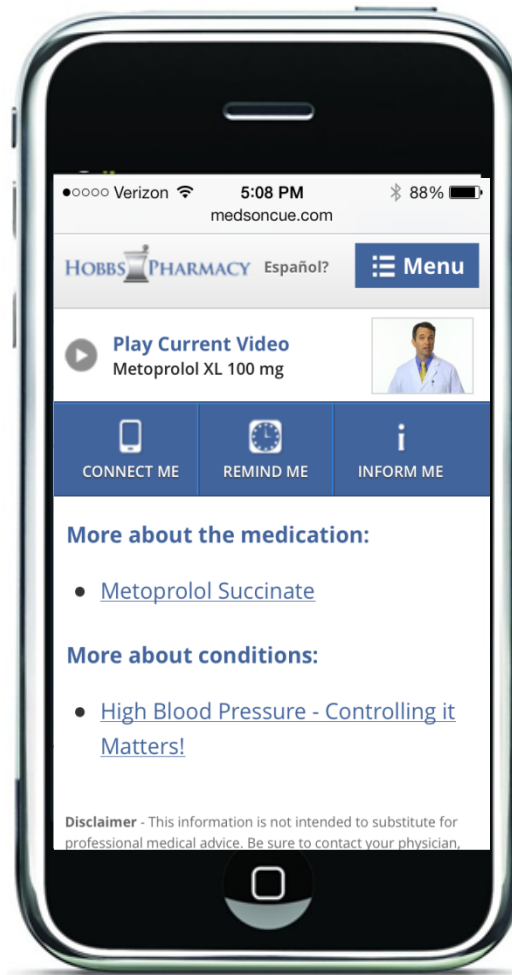 ●○○○○ Verizon 5:08 PM 88%
medsoncue.com
HOBBS PHARMACY Español? Menu
Play Current Video
Metoprolol XL 100 mg
CONNECT ME REMIND ME INFORM ME
More about the medication:
• Metoprolol Succinate
More about conditions:
• High Blood Pressure - Controlling it
Matters!
Disclaimer - This information is not intended to substitute for
professional medical advice. Be sure to contact your physician,